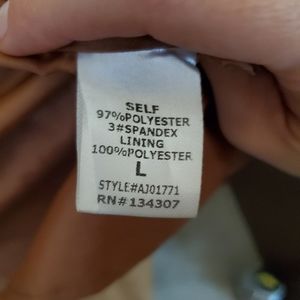 SELF
97%POLYESTER
3#SPANDEX
LINING
100%POLYESTER
L
STYLE#AJ01771
RN#134307